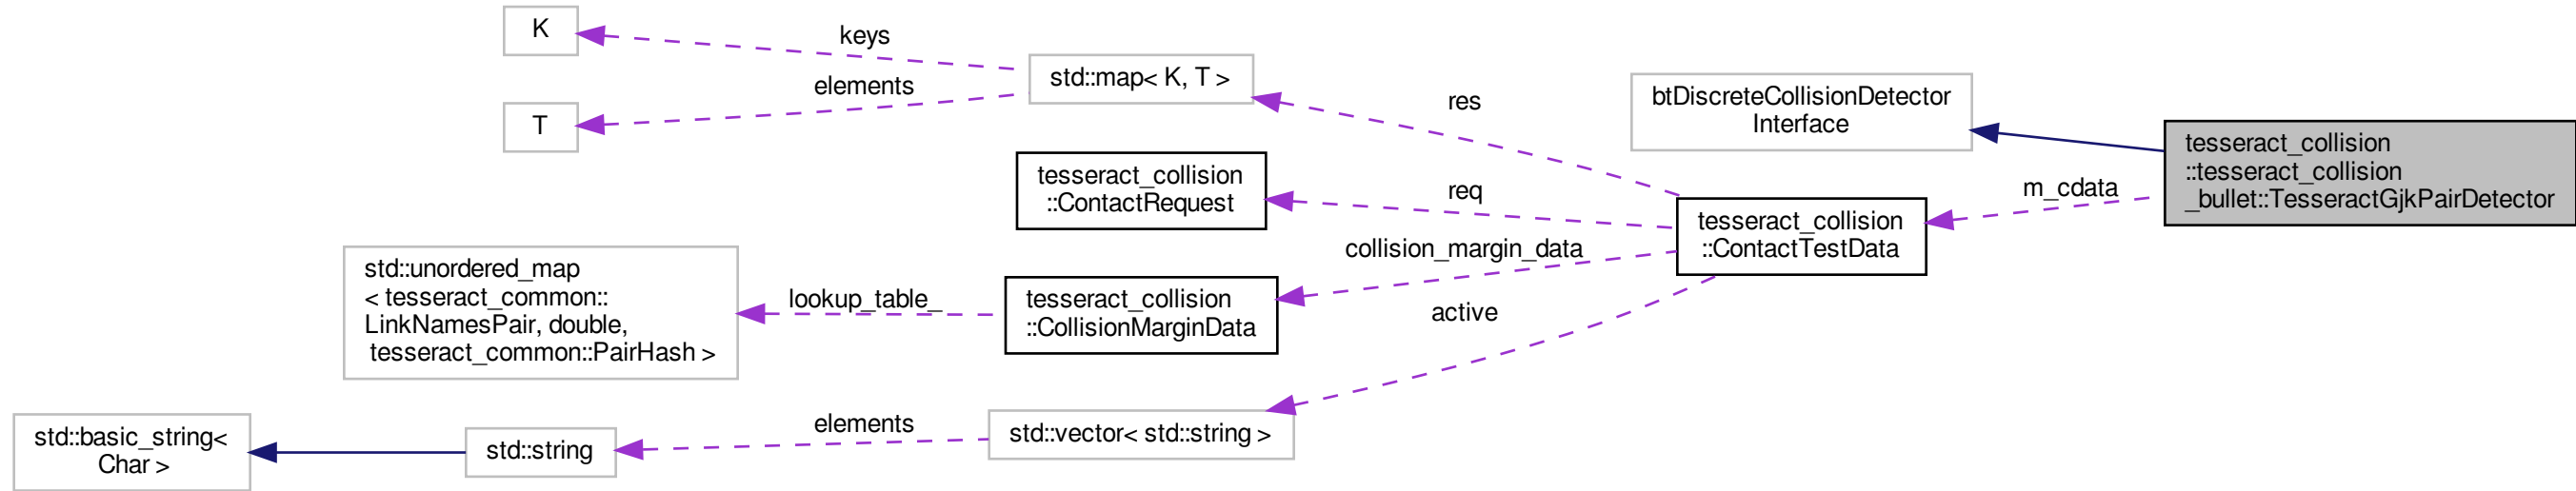 K
keys
std::map< K, T >
elements
T
res
btDiscreteCollisionDetector
Interface
tesseract_collision
::tesseract_collision
_bullet::TesseractGjkPairDetector
tesseract_collision
::ContactRequest
req
m_cdata
tesseract_collision
::ContactTestData
collision_margin_data
std::unordered_map
< tesseract_common::
LinkNamesPair, double,
tesseract_common::PairHash >
lookup_table_
tesseract_collision
::CollisionMarginData
active
std::basic_string<
Char >
std::string
elements
std::vector< std::string >